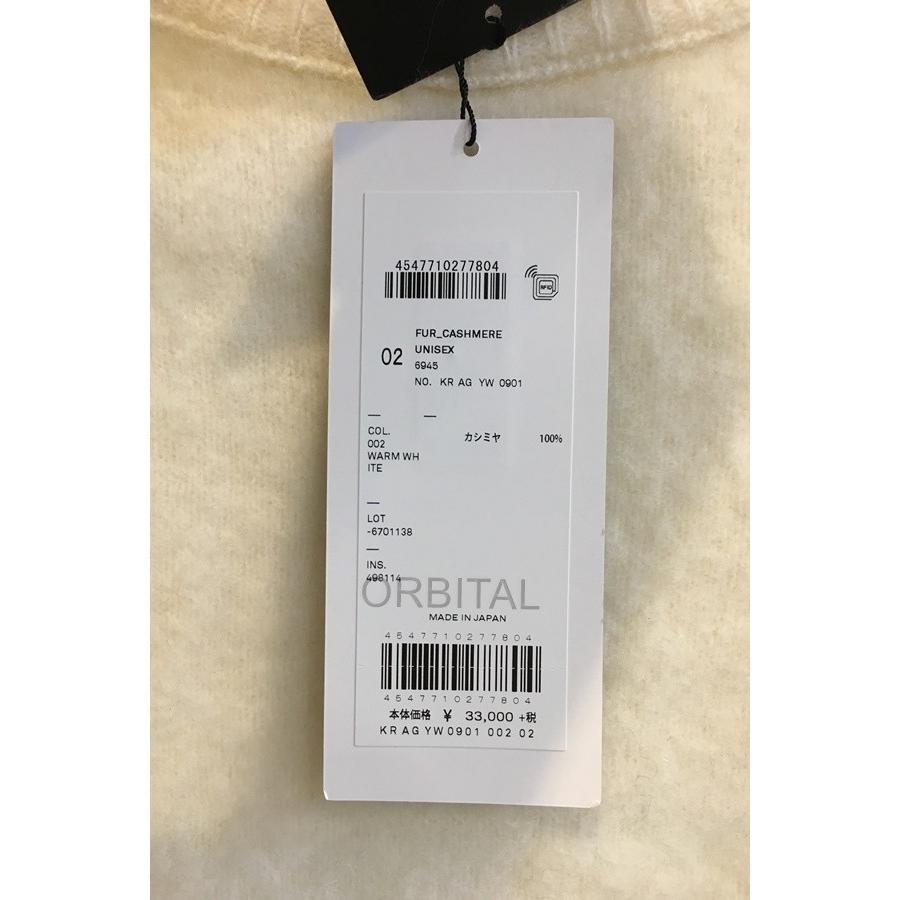 4547710277804
RFID
FUR_CASHMERE
02 UNISEX
6945
NO. KR AG YW 0901
COL.
002
カシミヤ 100%
WARM WH
ITE
LOT
-6701138
INS.
498114
ORBITAL
MADE IN JAPAN
4547710277804
4547710277804
本体価格 ¥ 33,000 +税
KR AG YW0901 002 02